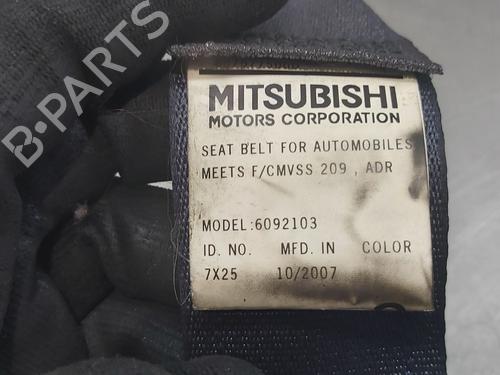 B-PARTS
MITSUBISHI
MOTORS CORPORATION
SEAT BELT FOR AUTOMOBILES
MEETS F/CMVSS 209 , ADR
MODEL:6092103
ID. NO. MFD. IN COLOR
7X25 10/2007